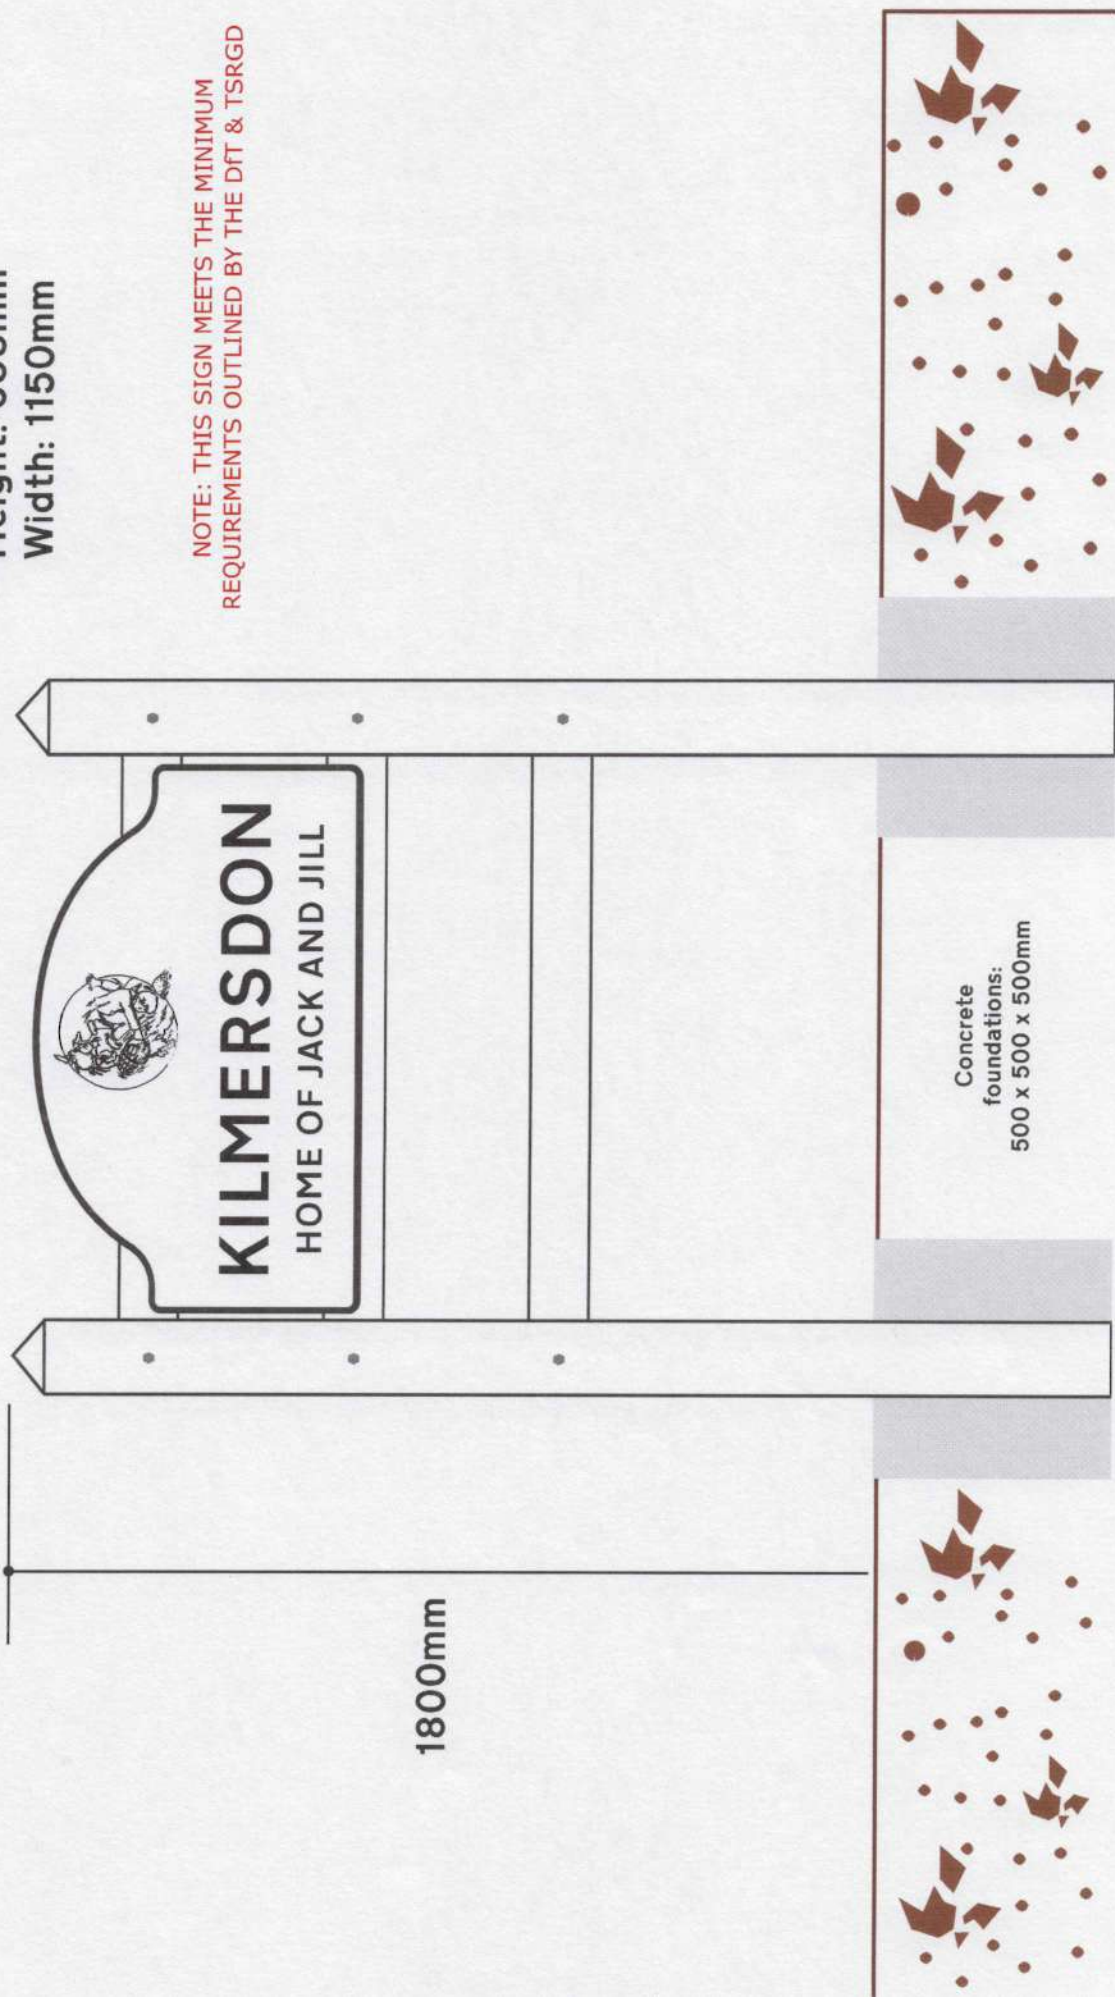 Width: 1150mm
NOTE: THIS SIGN MEETS THE MINIMUM
REQUIREMENTS OUTLINED BY THE DfT & TSRGD
KILMERSDON
HOME OF JACK AND JILL
1800mm
Concrete
foundations:
500 x 500 x 500mm